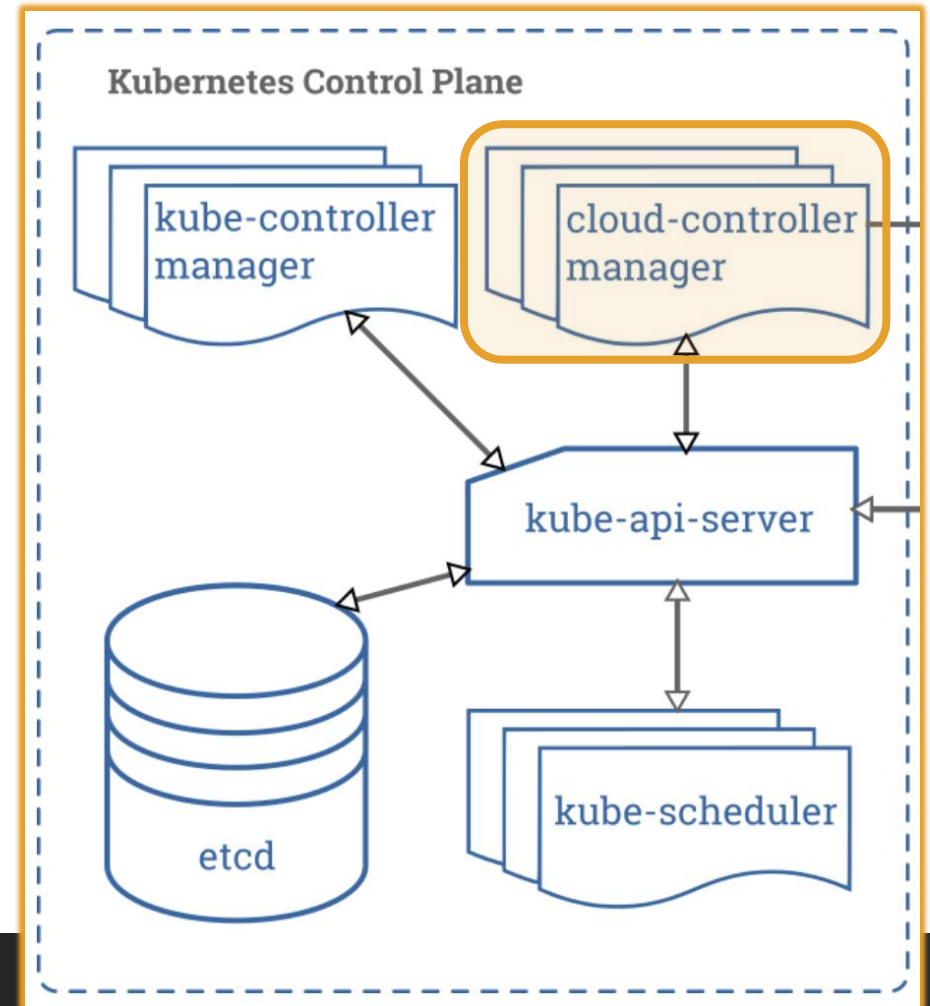 Kubernetes Control Plane
kube-controller
manager
cloud-controller
manager
kube-api-server
kube-scheduler
etcd